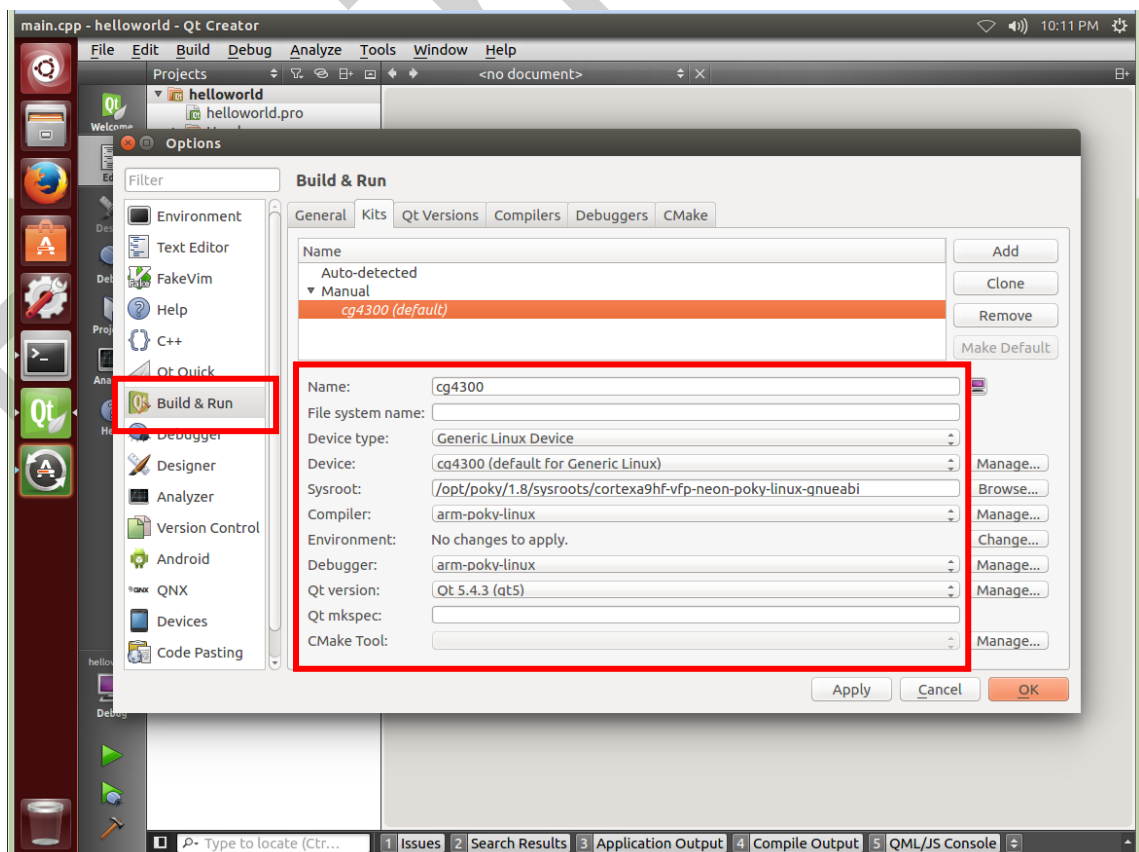 main.cpp - helloworld - Qt Creator
10:11 PM
File Edit Build Debug Analyze Tools Window Help
Projects
<no document>
helloworld
helloworld.pro
Qt
Welcome
Options
Filter
Build & Run
Environment
Text Editor
FakeVim
Help
C++
Qt Quick
Build & Run
Debugger
Designer
Analyzer
Version Control
Android
QNX
Devices
Code Pasting
General Kits Qt Versions Compilers Debuggers CMake
Name
Auto-detected
Manual
cg4300 (default)
Add
Clone
Remove
Make Default
Name: cg4300
File system name:
Device type: Generic Linux Device
Device: cg4300 (default for Generic Linux) Manage...
Sysroot: /opt/poky/1.8/sysroots/cortexa9hf-vfp-neon-poky-linux-gnueabi Browse...
Compiler: arm-poky-linux Manage...
Environment: No changes to apply. Change...
Debugger: arm-poky-linux Manage...
Qt version: Qt 5.4.3 (qt5) Manage...
Qt mkspec:
CMake Tool: Manage...
Apply Cancel OK
Debug
Type to locate (Ctr... 1 Issues 2 Search Results 3 Application Output 4 Compile Output 5 QML/JS Console